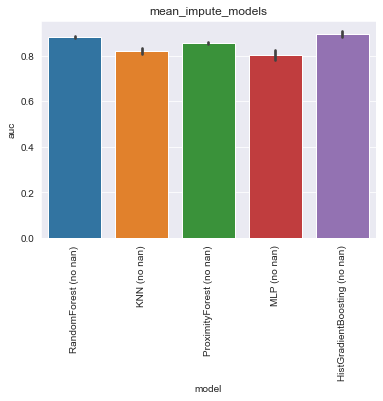 mean_impute_models
auc
0.8
0.6
0.4
0.2
0.0
RandomForest (no nan)
KNN (no nan)
ProximityForest (no nan)
MLP (no nan)
HistGradientBoosting (no nan)
model